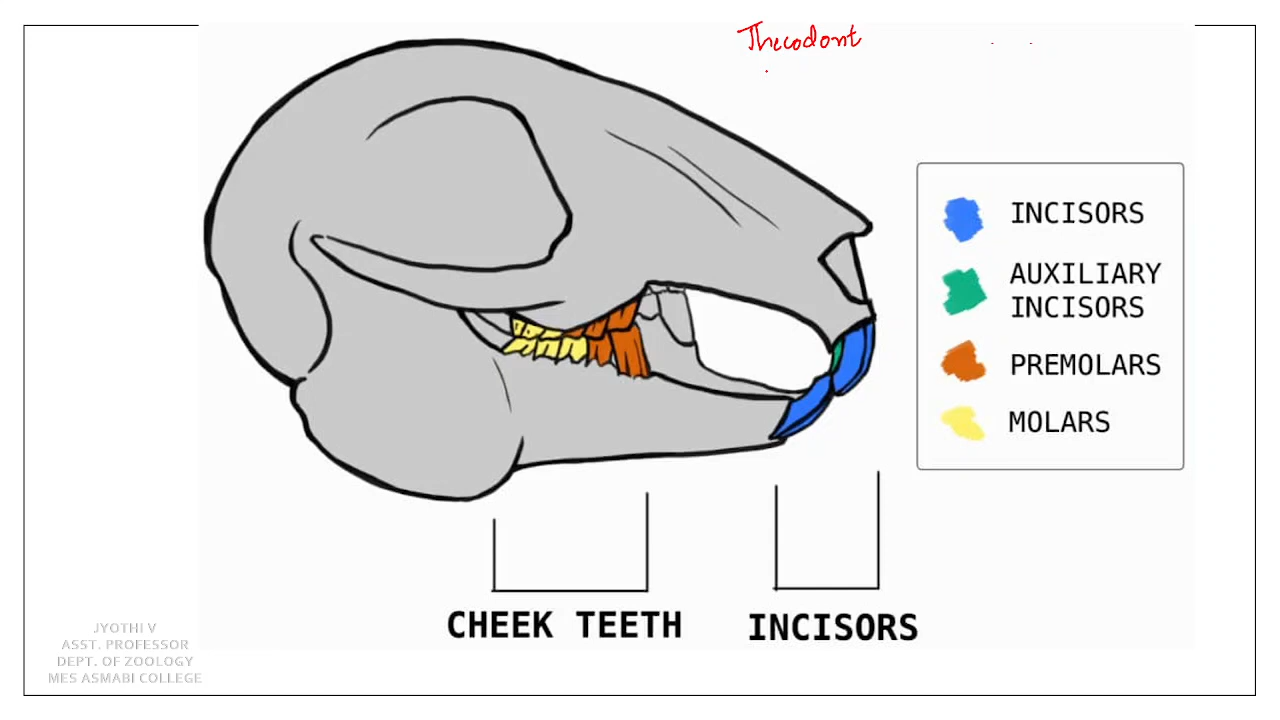 Thecodont
INCISORS
AUXILIARY
INCISORS
PREMOLARS
MOLARS
CHEEK TEETH
INCISORS
JYOTHI V
ASST. PROFESSOR
DEPT. OF ZOOLOGY
MES ASMABI COLLEGE